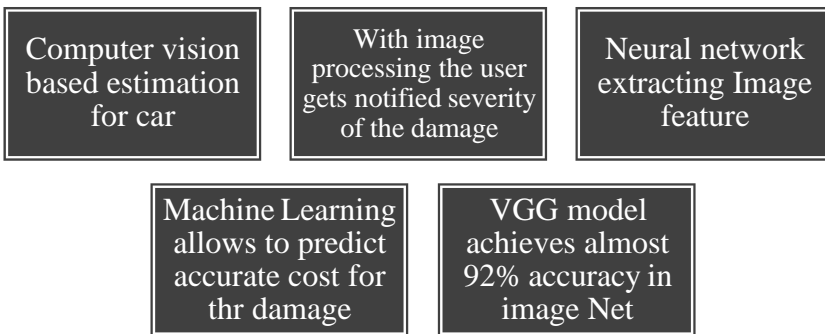 Computer vision
based estimation
for car
With image
processing the user
gets notified severity
of the damage
Neural network
extracting Image
feature
Machine Learning
allows to predict
accurate cost for
thr damage
VGG model
achieves almost
92% accuracy in
image Net